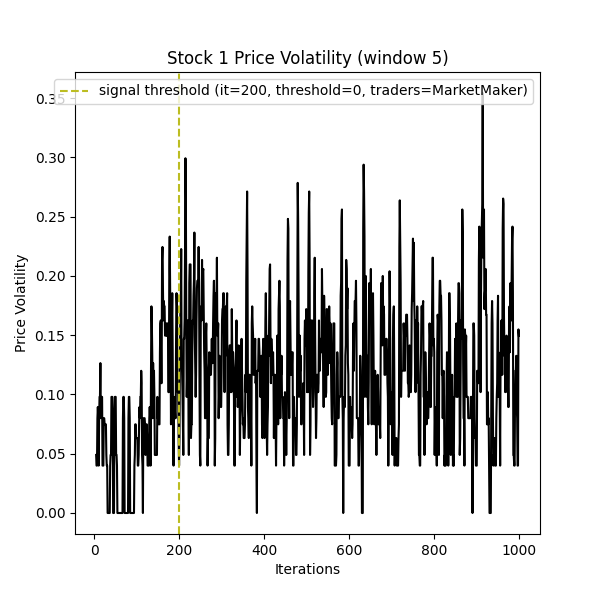 Stock 1 Price Volatility (window 5)
signal threshold (it=200, threshold=0, traders=MarketMaker)
0.35
0.30
0.25
0.20
0.15
0.10
0.05
0.00
Price Volatility
0 200 400 600 800 1000
Iterations